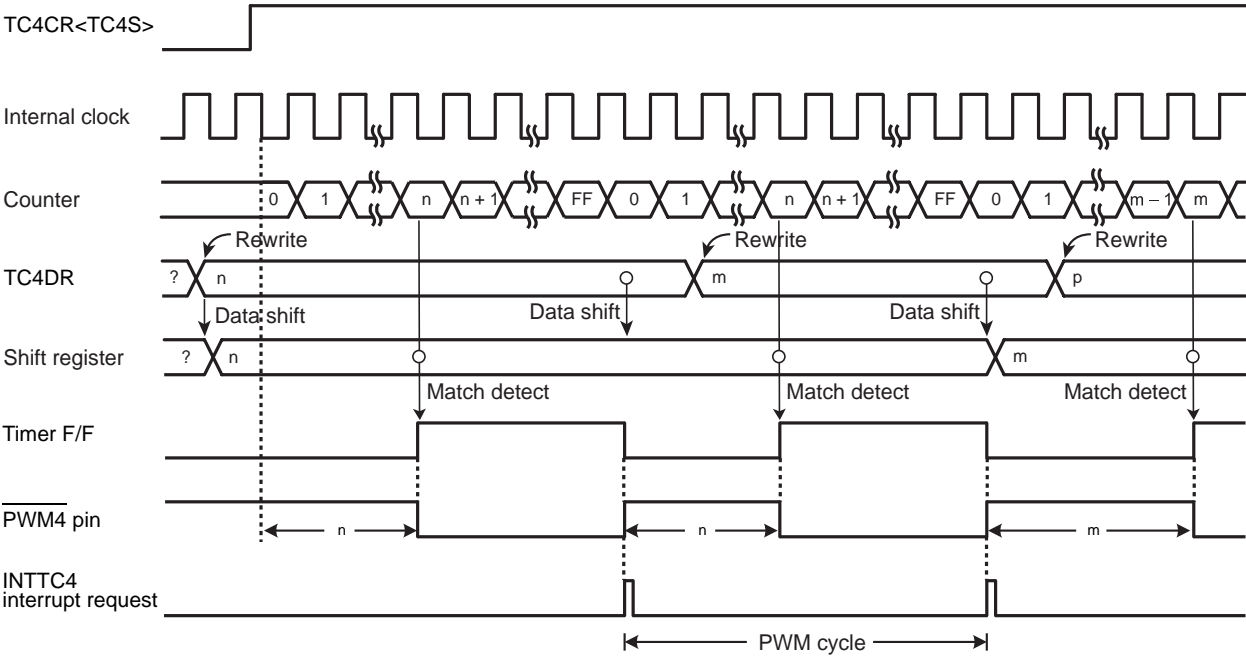 TC4CR<TC4S>
Internal clock
Counter
0 1 n n + 1 FF 0 1 n n + 1 FF 0 1 m – 1 m
Rewrite Rewrite Rewrite
TC4DR
? n m p
Data shift Data shift Data shift
Shift register
? n m
Match detect Match detect Match detect
Timer F/F
PWM4 pin
n n m
INTTC4
interrupt request
PWM cycle